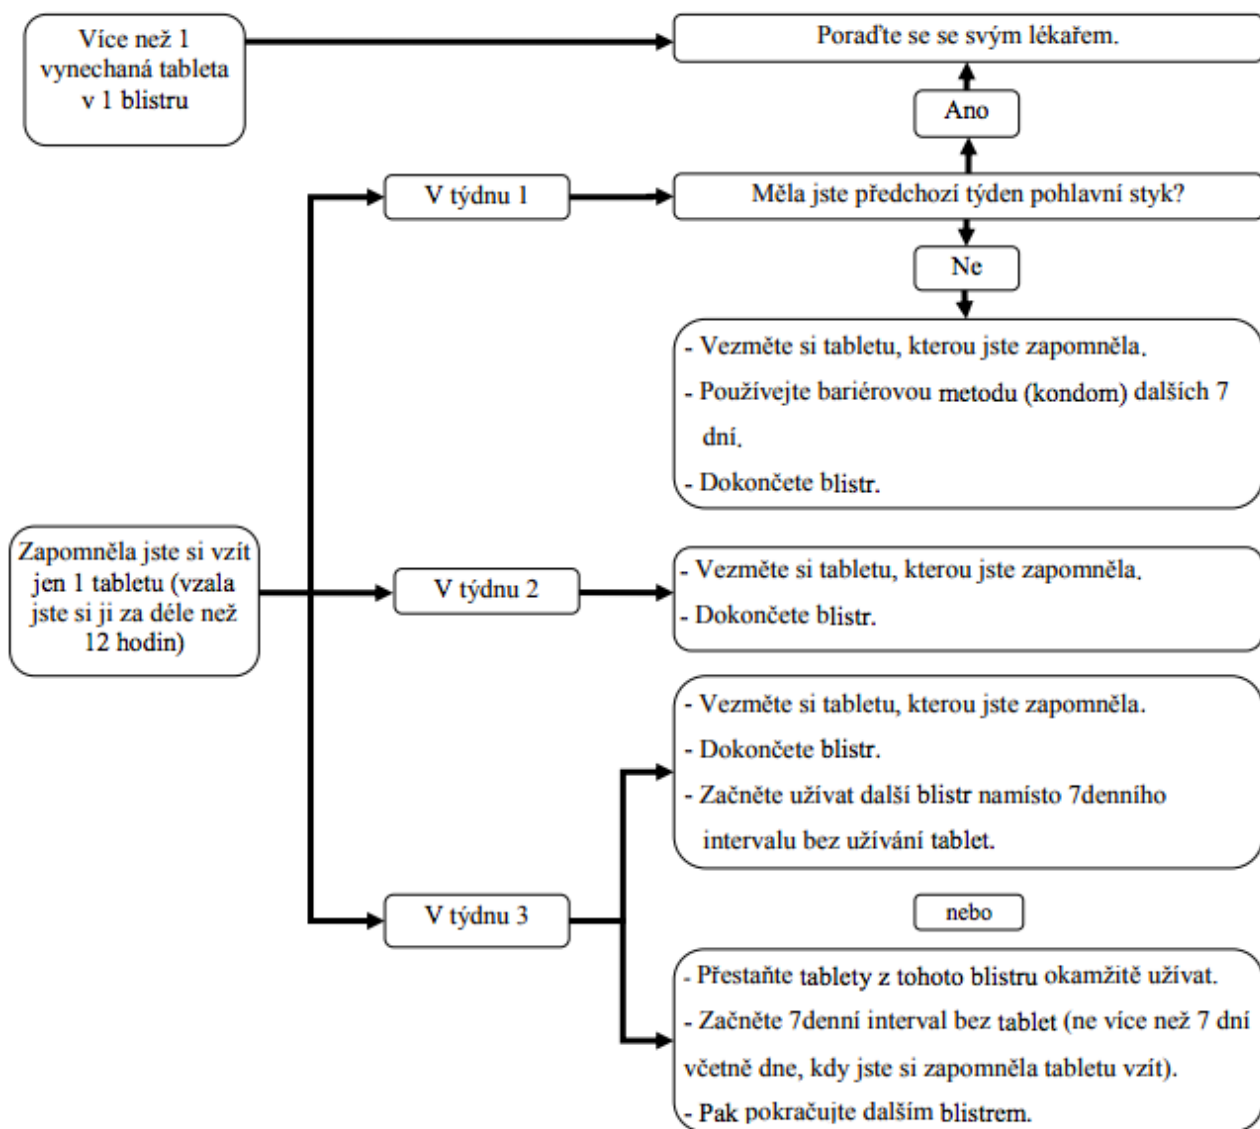 Více než 1
vynechaná tableta
v 1 blistru
Poraďte se se svým lékařem.
Ano
V týdnu 1
Měla jste předchozí týden pohlavní styk?
Ne
- Vezměte si tabletu, kterou jste zapomněla.
- Používejte bariérovou metodu (kondom) dalších 7
dní.
- Dokončete blistr.
Zapomněla jste si vzít
jen 1 tabletu (vzala
jste si ji za déle než
12 hodin)
V týdnu 2
- Vezměte si tabletu, kterou jste zapomněla.
- Dokončete blistr.
- Vezměte si tabletu, kterou jste zapomněla.
- Dokončete blistr.
- Začněte užívat další blistr namísto 7denního
intervalu bez užívání tablet.
V týdnu 3
nebo
- Přestaňte tablety z tohoto blistru okamžitě užívat.
- Začněte 7denní interval bez tablet (ne více než 7 dní
včetně dne, kdy jste si zapomněla tabletu vzít).
- Pak pokračujte dalším blistrem.